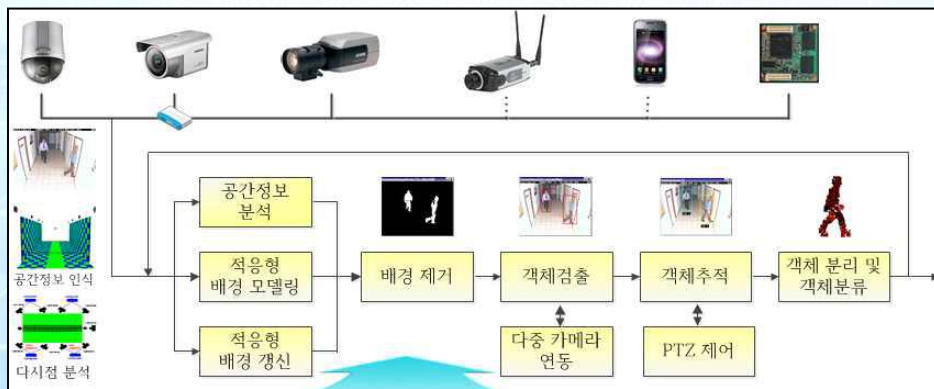 공간정보
분석
적응형
배경 모델링
적응형
배경 갱신
배경 제거
객체검출
객체추적
객체 분리 및
객체분류
다중 카메라
연동
PTZ 제어
공간정보 인식
다시점 분석